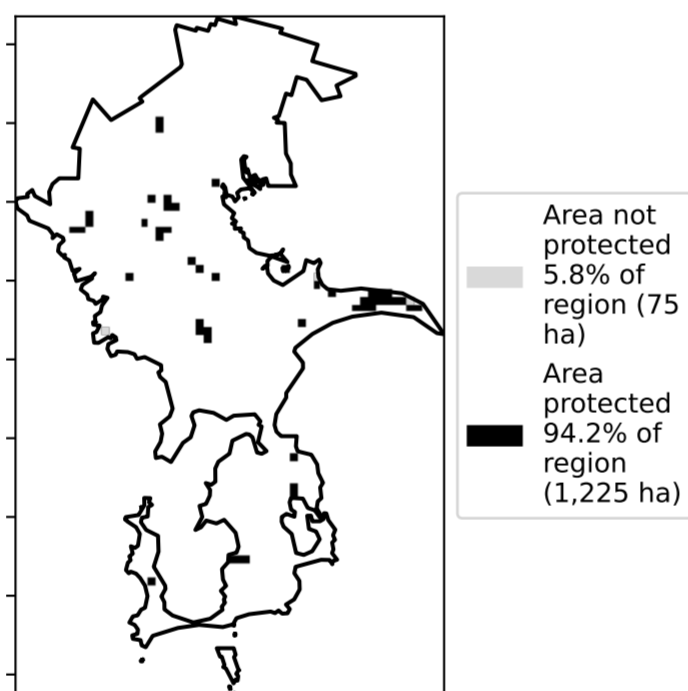 Area not
protected
5.8% of
region (75
ha)
Area
protected
94.2% of
region
(1,225 ha)